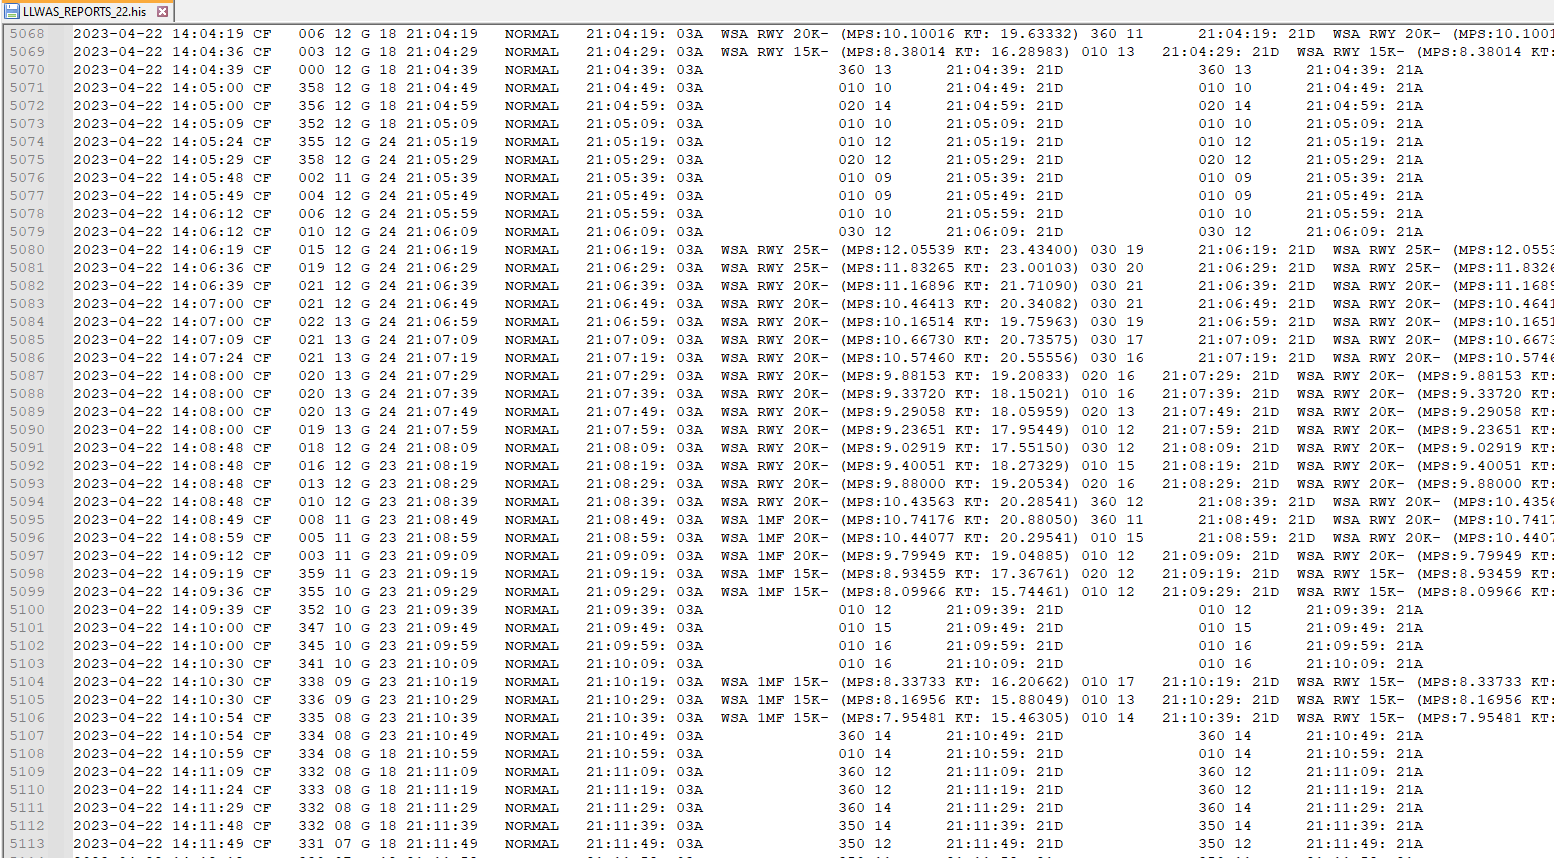 LLWAS_REPORTS_22.his
5068 2023-04-22 14:04:19 CF 006 12 G 18 21:04:19 NORMAL 21:04:19: 03A WSA RWY 20K- (MPS:10.10016 KT: 19.63332) 360 11 21:04:19: 21D WSA RWY 20K- (MPS:10.1001
5069 2023-04-22 14:04:36 CF 003 12 G 18 21:04:29 NORMAL 21:04:29: 03A WSA RWY 15K- (MPS:8.38014 KT: 16.28983) 010 13 21:04:29: 21D WSA RWY 15K- (MPS:8.38014 KT:
5070 2023-04-22 14:04:39 CF 000 12 G 18 21:04:39 NORMAL 21:04:39: 03A 360 13 21:04:39: 21D 360 13 21:04:39: 21A
5071 2023-04-22 14:05:00 CF 358 12 G 18 21:04:49 NORMAL 21:04:49: 03A 010 10 21:04:49: 21D 010 10 21:04:49: 21A
5072 2023-04-22 14:05:00 CF 356 12 G 18 21:04:59 NORMAL 21:04:59: 03A 020 14 21:04:59: 21D 020 14 21:04:59: 21A
5073 2023-04-22 14:05:09 CF 352 12 G 18 21:05:09 NORMAL 21:05:09: 03A 010 10 21:05:09: 21D 010 10 21:05:09: 21A
5074 2023-04-22 14:05:24 CF 355 12 G 24 21:05:19 NORMAL 21:05:19: 03A 010 12 21:05:19: 21D 010 12 21:05:19: 21A
5075 2023-04-22 14:05:29 CF 358 12 G 24 21:05:29 NORMAL 21:05:29: 03A 020 12 21:05:29: 21D 020 12 21:05:29: 21A
5076 2023-04-22 14:05:48 CF 002 11 G 24 21:05:39 NORMAL 21:05:39: 03A 010 09 21:05:39: 21D 010 09 21:05:39: 21A
5077 2023-04-22 14:05:49 CF 004 12 G 24 21:05:49 NORMAL 21:05:49: 03A 010 09 21:05:49: 21D 010 09 21:05:49: 21A
5078 2023-04-22 14:06:12 CF 006 12 G 24 21:05:59 NORMAL 21:05:59: 03A 010 10 21:05:59: 21D 010 10 21:05:59: 21A
5079 2023-04-22 14:06:12 CF 010 12 G 24 21:06:09 NORMAL 21:06:09: 03A 030 12 21:06:09: 21D 030 12 21:06:09: 21A
5080 2023-04-22 14:06:19 CF 015 12 G 24 21:06:19 NORMAL 21:06:19: 03A WSA RWY 25K- (MPS:12.05539 KT: 23.43400) 030 19 21:06:19: 21D WSA RWY 25K- (MPS:12.0553
5081 2023-04-22 14:06:36 CF 019 12 G 24 21:06:29 NORMAL 21:06:29: 03A WSA RWY 25K- (MPS:11.83265 KT: 23.00103) 030 20 21:06:29: 21D WSA RWY 25K- (MPS:11.8326
5082 2023-04-22 14:06:39 CF 021 12 G 24 21:06:39 NORMAL 21:06:39: 03A WSA RWY 20K- (MPS:11.16896 KT: 21.71090) 030 21 21:06:39: 21D WSA RWY 20K- (MPS:11.1689
5083 2023-04-22 14:07:00 CF 021 12 G 24 21:06:49 NORMAL 21:06:49: 03A WSA RWY 20K- (MPS:10.46413 KT: 20.34082) 030 21 21:06:49: 21D WSA RWY 20K- (MPS:10.4641
5084 2023-04-22 14:07:00 CF 022 13 G 24 21:06:59 NORMAL 21:06:59: 03A WSA RWY 20K- (MPS:10.16514 KT: 19.75963) 030 19 21:06:59: 21D WSA RWY 20K- (MPS:10.1651
5085 2023-04-22 14:07:09 CF 021 13 G 24 21:07:09 NORMAL 21:07:09: 03A WSA RWY 20K- (MPS:10.66730 KT: 20.73575) 030 17 21:07:09: 21D WSA RWY 20K- (MPS:10.6673
5086 2023-04-22 14:07:24 CF 021 13 G 24 21:07:19 NORMAL 21:07:19: 03A WSA RWY 20K- (MPS:10.57460 KT: 20.55556) 030 16 21:07:19: 21D WSA RWY 20K- (MPS:10.5746
5087 2023-04-22 14:08:00 CF 020 13 G 24 21:07:29 NORMAL 21:07:29: 03A WSA RWY 20K- (MPS:9.88153 KT: 19.20833) 020 16 21:07:29: 21D WSA RWY 20K- (MPS:9.88153 KT:
5088 2023-04-22 14:08:00 CF 020 13 G 24 21:07:39 NORMAL 21:07:39: 03A WSA RWY 20K- (MPS:9.33720 KT: 18.15021) 010 16 21:07:39: 21D WSA RWY 20K- (MPS:9.33720 KT:
5089 2023-04-22 14:08:00 CF 020 13 G 24 21:07:49 NORMAL 21:07:49: 03A WSA RWY 20K- (MPS:9.29058 KT: 18.05959) 020 13 21:07:49: 21D WSA RWY 20K- (MPS:9.29058 KT:
5090 2023-04-22 14:08:00 CF 019 13 G 24 21:07:59 NORMAL 21:07:59: 03A WSA RWY 20K- (MPS:9.23651 KT: 17.95449) 010 12 21:07:59: 21D WSA RWY 20K- (MPS:9.23651 KT:
5091 2023-04-22 14:08:48 CF 018 12 G 24 21:08:09 NORMAL 21:08:09: 03A WSA RWY 20K- (MPS:9.02919 KT: 17.55150) 030 12 21:08:09: 21D WSA RWY 20K- (MPS:9.02919 KT:
5092 2023-04-22 14:08:48 CF 016 12 G 23 21:08:19 NORMAL 21:08:19: 03A WSA RWY 20K- (MPS:9.40051 KT: 18.27329) 010 15 21:08:19: 21D WSA RWY 20K- (MPS:9.40051 KT:
5093 2023-04-22 14:08:48 CF 013 12 G 23 21:08:29 NORMAL 21:08:29: 03A WSA RWY 20K- (MPS:9.88000 KT: 19.20534) 020 16 21:08:29: 21D WSA RWY 20K- (MPS:9.88000 KT:
5094 2023-04-22 14:08:48 CF 010 12 G 23 21:08:39 NORMAL 21:08:39: 03A WSA RWY 20K- (MPS:10.43563 KT: 20.28541) 360 12 21:08:39: 21D WSA RWY 20K- (MPS:10.4356
5095 2023-04-22 14:08:49 CF 008 11 G 23 21:08:49 NORMAL 21:08:49: 03A WSA 1MF 20K- (MPS:10.74176 KT: 20.88050) 360 11 21:08:49: 21D WSA RWY 20K- (MPS:10.7417
5096 2023-04-22 14:08:59 CF 005 11 G 23 21:08:59 NORMAL 21:08:59: 03A WSA 1MF 20K- (MPS:10.44077 KT: 20.29541) 010 15 21:08:59: 21D WSA RWY 20K- (MPS:10.4407
5097 2023-04-22 14:09:12 CF 003 11 G 23 21:09:09 NORMAL 21:09:09: 03A WSA 1MF 20K- (MPS:9.79949 KT: 19.04885) 010 12 21:09:09: 21D WSA RWY 20K- (MPS:9.79949 KT:
5098 2023-04-22 14:09:19 CF 359 11 G 23 21:09:19 NORMAL 21:09:19: 03A WSA 1MF 15K- (MPS:8.93459 KT: 17.36761) 020 12 21:09:19: 21D WSA RWY 15K- (MPS:8.93459 KT:
5099 2023-04-22 14:09:36 CF 355 10 G 23 21:09:29 NORMAL 21:09:29: 03A WSA 1MF 15K- (MPS:8.09966 KT: 15.74461) 010 12 21:09:29: 21D WSA RWY 15K- (MPS:8.09966 KT:
5100 2023-04-22 14:09:39 CF 352 10 G 23 21:09:39 NORMAL 21:09:39: 03A 010 12 21:09:39: 21D 010 12 21:09:39: 21A
5101 2023-04-22 14:10:00 CF 347 10 G 23 21:09:49 NORMAL 21:09:49: 03A 010 15 21:09:49: 21D 010 15 21:09:49: 21A
5102 2023-04-22 14:10:00 CF 345 10 G 23 21:09:59 NORMAL 21:09:59: 03A 010 16 21:09:59: 21D 010 16 21:09:59: 21A
5103 2023-04-22 14:10:30 CF 341 10 G 23 21:10:09 NORMAL 21:10:09: 03A 010 16 21:10:09: 21D 010 16 21:10:09: 21A
5104 2023-04-22 14:10:30 CF 338 09 G 23 21:10:19 NORMAL 21:10:19: 03A WSA 1MF 15K- (MPS:8.33733 KT: 16.20662) 010 17 21:10:19: 21D WSA RWY 15K- (MPS:8.33733 KT:
5105 2023-04-22 14:10:30 CF 336 09 G 23 21:10:29 NORMAL 21:10:29: 03A WSA 1MF 15K- (MPS:8.16956 KT: 15.88049) 010 13 21:10:29: 21D WSA RWY 15K- (MPS:8.16956 KT:
5106 2023-04-22 14:10:54 CF 335 08 G 23 21:10:39 NORMAL 21:10:39: 03A WSA 1MF 15K- (MPS:7.95481 KT: 15.46305) 010 14 21:10:39: 21D WSA RWY 15K- (MPS:7.95481 KT:
5107 2023-04-22 14:10:54 CF 334 08 G 23 21:10:49 NORMAL 21:10:49: 03A 360 14 21:10:49: 21D 360 14 21:10:49: 21A
5108 2023-04-22 14:10:59 CF 334 08 G 18 21:10:59 NORMAL 21:10:59: 03A 010 14 21:10:59: 21D 010 14 21:10:59: 21A
5109 2023-04-22 14:11:09 CF 332 08 G 18 21:11:09 NORMAL 21:11:09: 03A 360 12 21:11:09: 21D 360 12 21:11:09: 21A
5110 2023-04-22 14:11:24 CF 333 08 G 18 21:11:19 NORMAL 21:11:19: 03A 360 12 21:11:19: 21D 360 12 21:11:19: 21A
5111 2023-04-22 14:11:29 CF 332 08 G 18 21:11:29 NORMAL 21:11:29: 03A 360 14 21:11:29: 21D 360 14 21:11:29: 21A
5112 2023-04-22 14:11:48 CF 332 08 G 18 21:11:39 NORMAL 21:11:39: 03A 350 14 21:11:39: 21D 350 14 21:11:39: 21A
5113 2023-04-22 14:11:49 CF 331 07 G 18 21:11:49 NORMAL 21:11:49: 03A 350 12 21:11:49: 21D 350 12 21:11:49: 21A